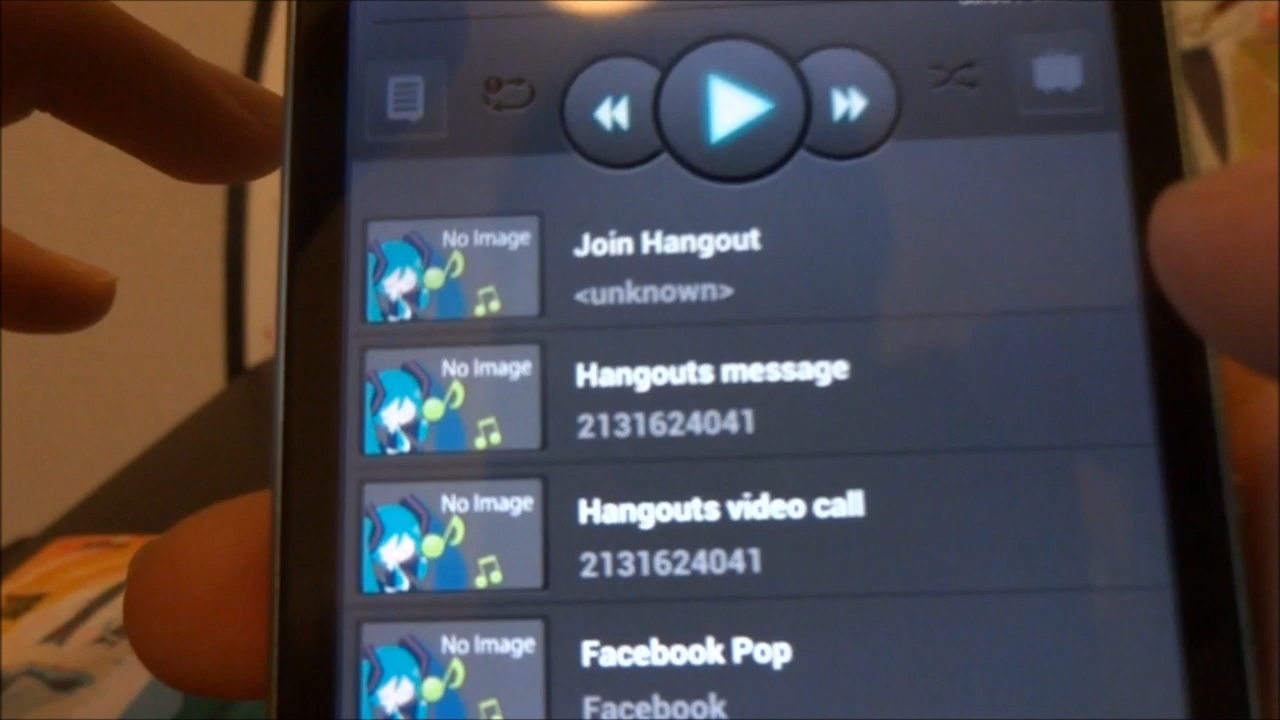 No Image
Join Hangout
<unknown>
No Image
Hangouts message
2131624041
No Image
Hangouts video call
2131624041
No Image
Facebook Pop
Facebook